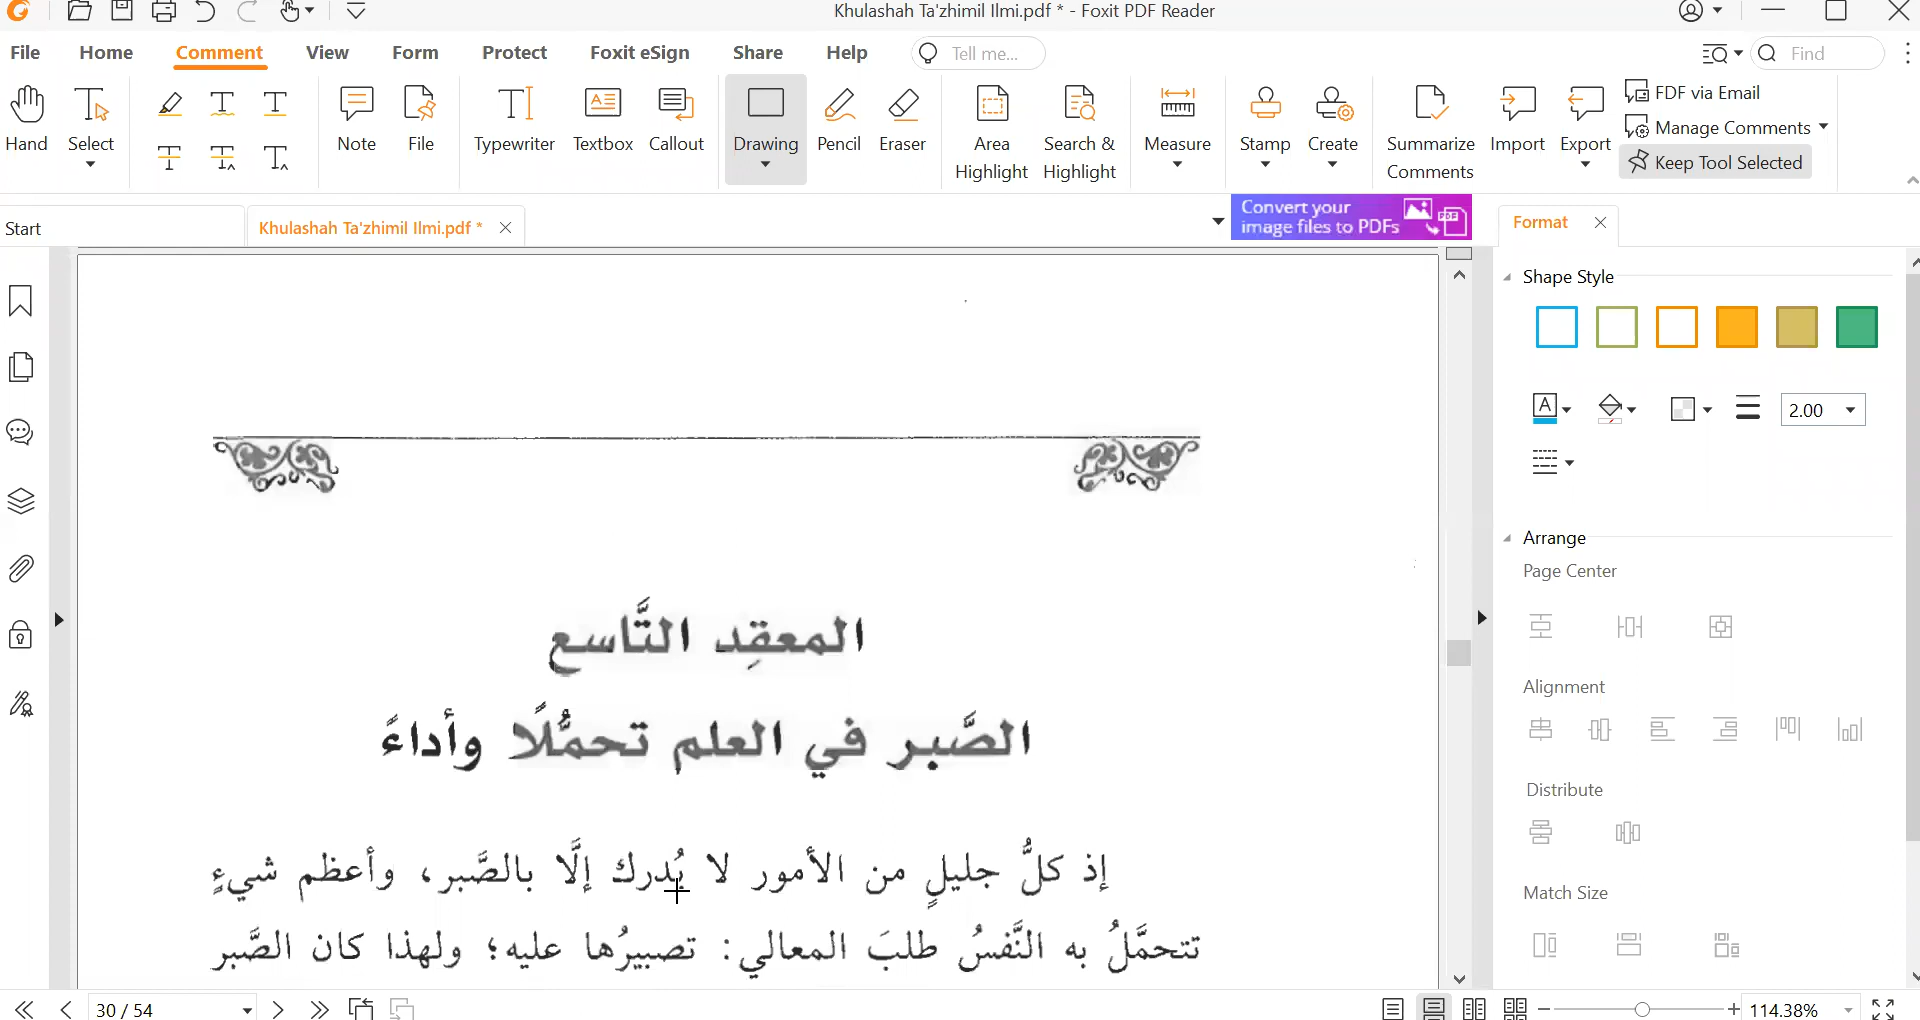 Khulashah Ta'zhimil Ilmi.pdf * - Foxit PDF Reader
File Home Comment View Form Protect Foxit eSign Share Help Tell me... Find
Hand Select Note File Typewriter Textbox Callout Drawing Pencil Eraser Area Highlight Search & Highlight Measure Stamp Create Summarize Comments Import Export
FDF via Email
Manage Comments
Keep Tool Selected
Start
Khulashah Ta'zhimil Ilmi.pdf *
Convert your
image files to PDFs
PDF
Format
Shape Style
2.00
Arrange
Page Center
Alignment
Distribute
Match Size
المعقِد التَّاسع
الصَّبر في العلم تحمُّلًا وأداءً
إذ كلُّ جليلٍ من الأمور لا يُدرك إلَّا بالصَّبر، وأعظم شيءٍ
تتحمَّلُ به النَّفسُ طلبَ المعالي: تصبيرُها عليه؛ ولهذا كان الصَّبر
30 / 54
114.38%